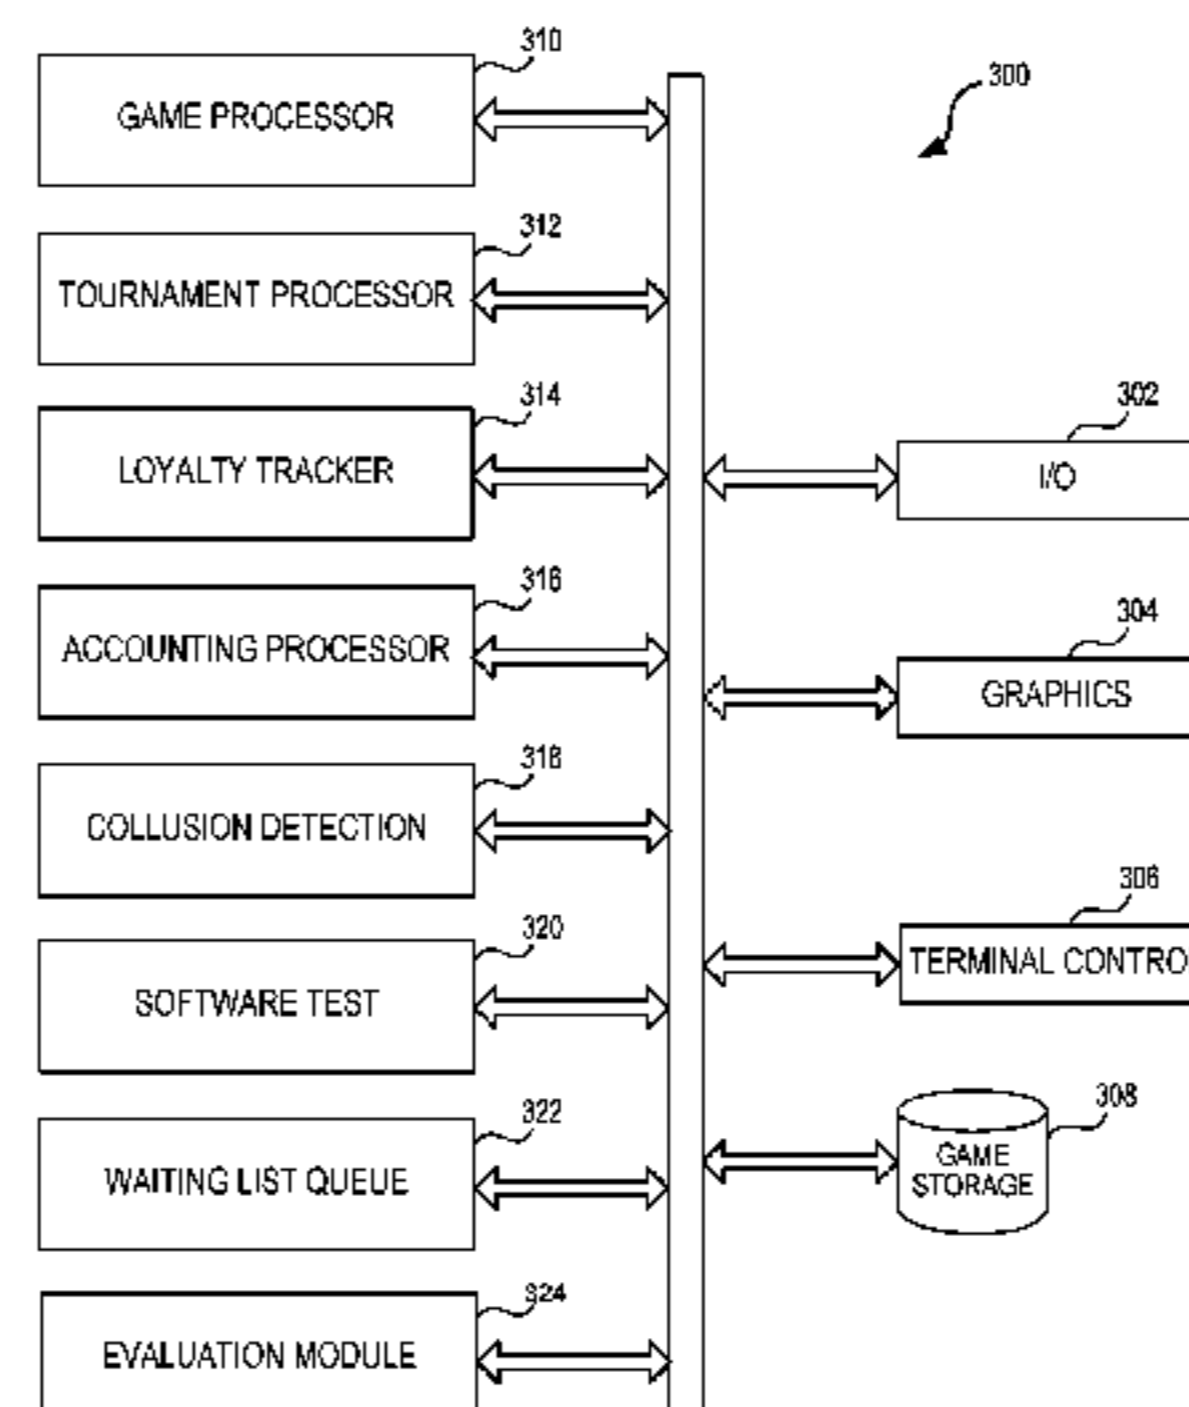 310
GAME PROCESSOR
300
312
TOURNAMENT PROCESSOR
314
LOYALTY TRACKER
302
I/O
316
ACCOUNTING PROCESSOR
304
GRAPHICS
318
COLLUSION DETECTION
306
TERMINAL CONTRO
320
SOFTWARE TEST
322
WAITING LIST QUEUE
308
GAME
STORAGE
324
EVALUATION MODULE